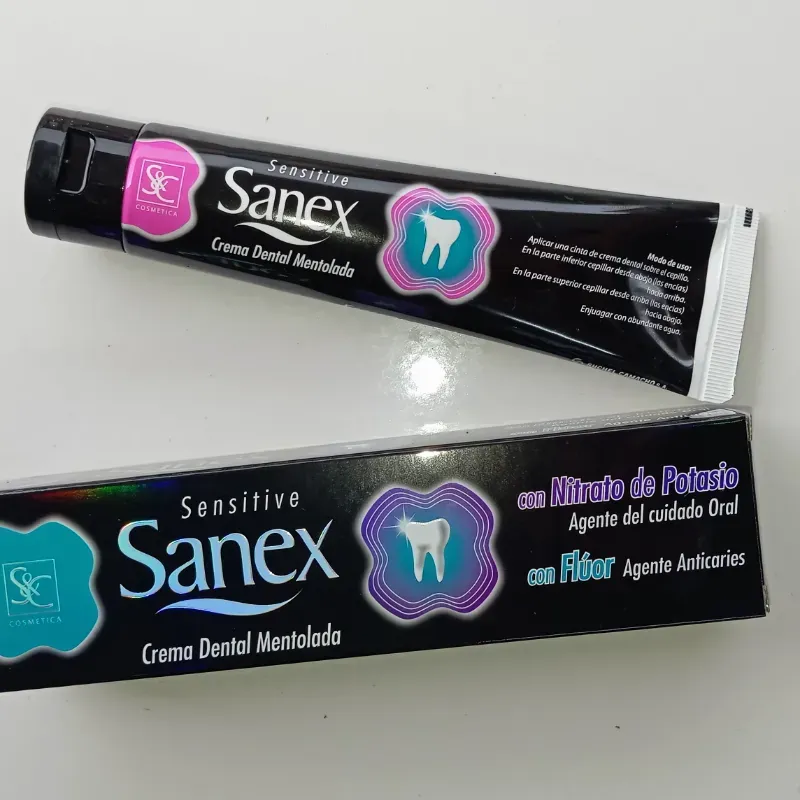 S&C
COSMETICA
Sensitive
Sanex
Crema Dental Mentolada
Modo de uso:
Aplicar una cinta de crema dental sobre el cepillo.
En la parte inferior cepillar desde abajo (las encías)
hacia arriba.
En la parte superior cepillar desde arriba (las encías)
hacia abajo.
Enjuagar con abundante agua.
S&C
COSMETICA
Sensitive
Sanex
Crema Dental Mentolada
con Nitrato de Potasio
Agente del cuidado Oral
con Flúor Agente Anticaries